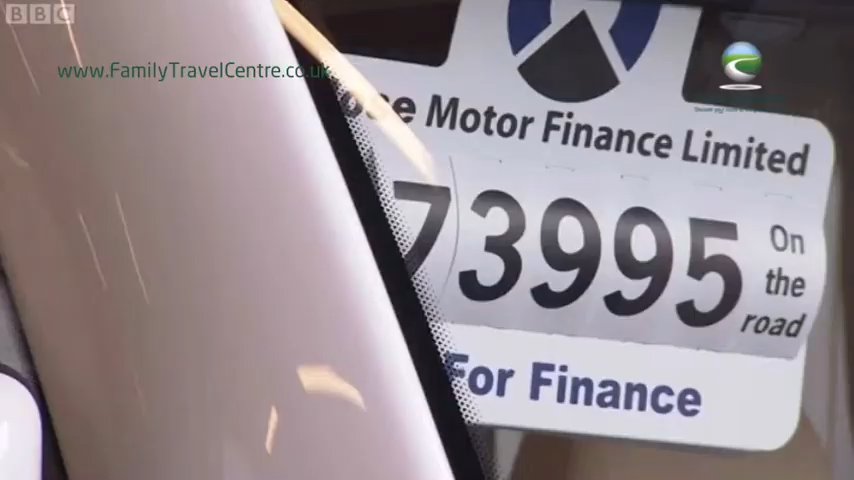 BBC
www.FamilyTravelCentre.co.uk
Motor Finance Limited
73995
On
the
road
For Finance